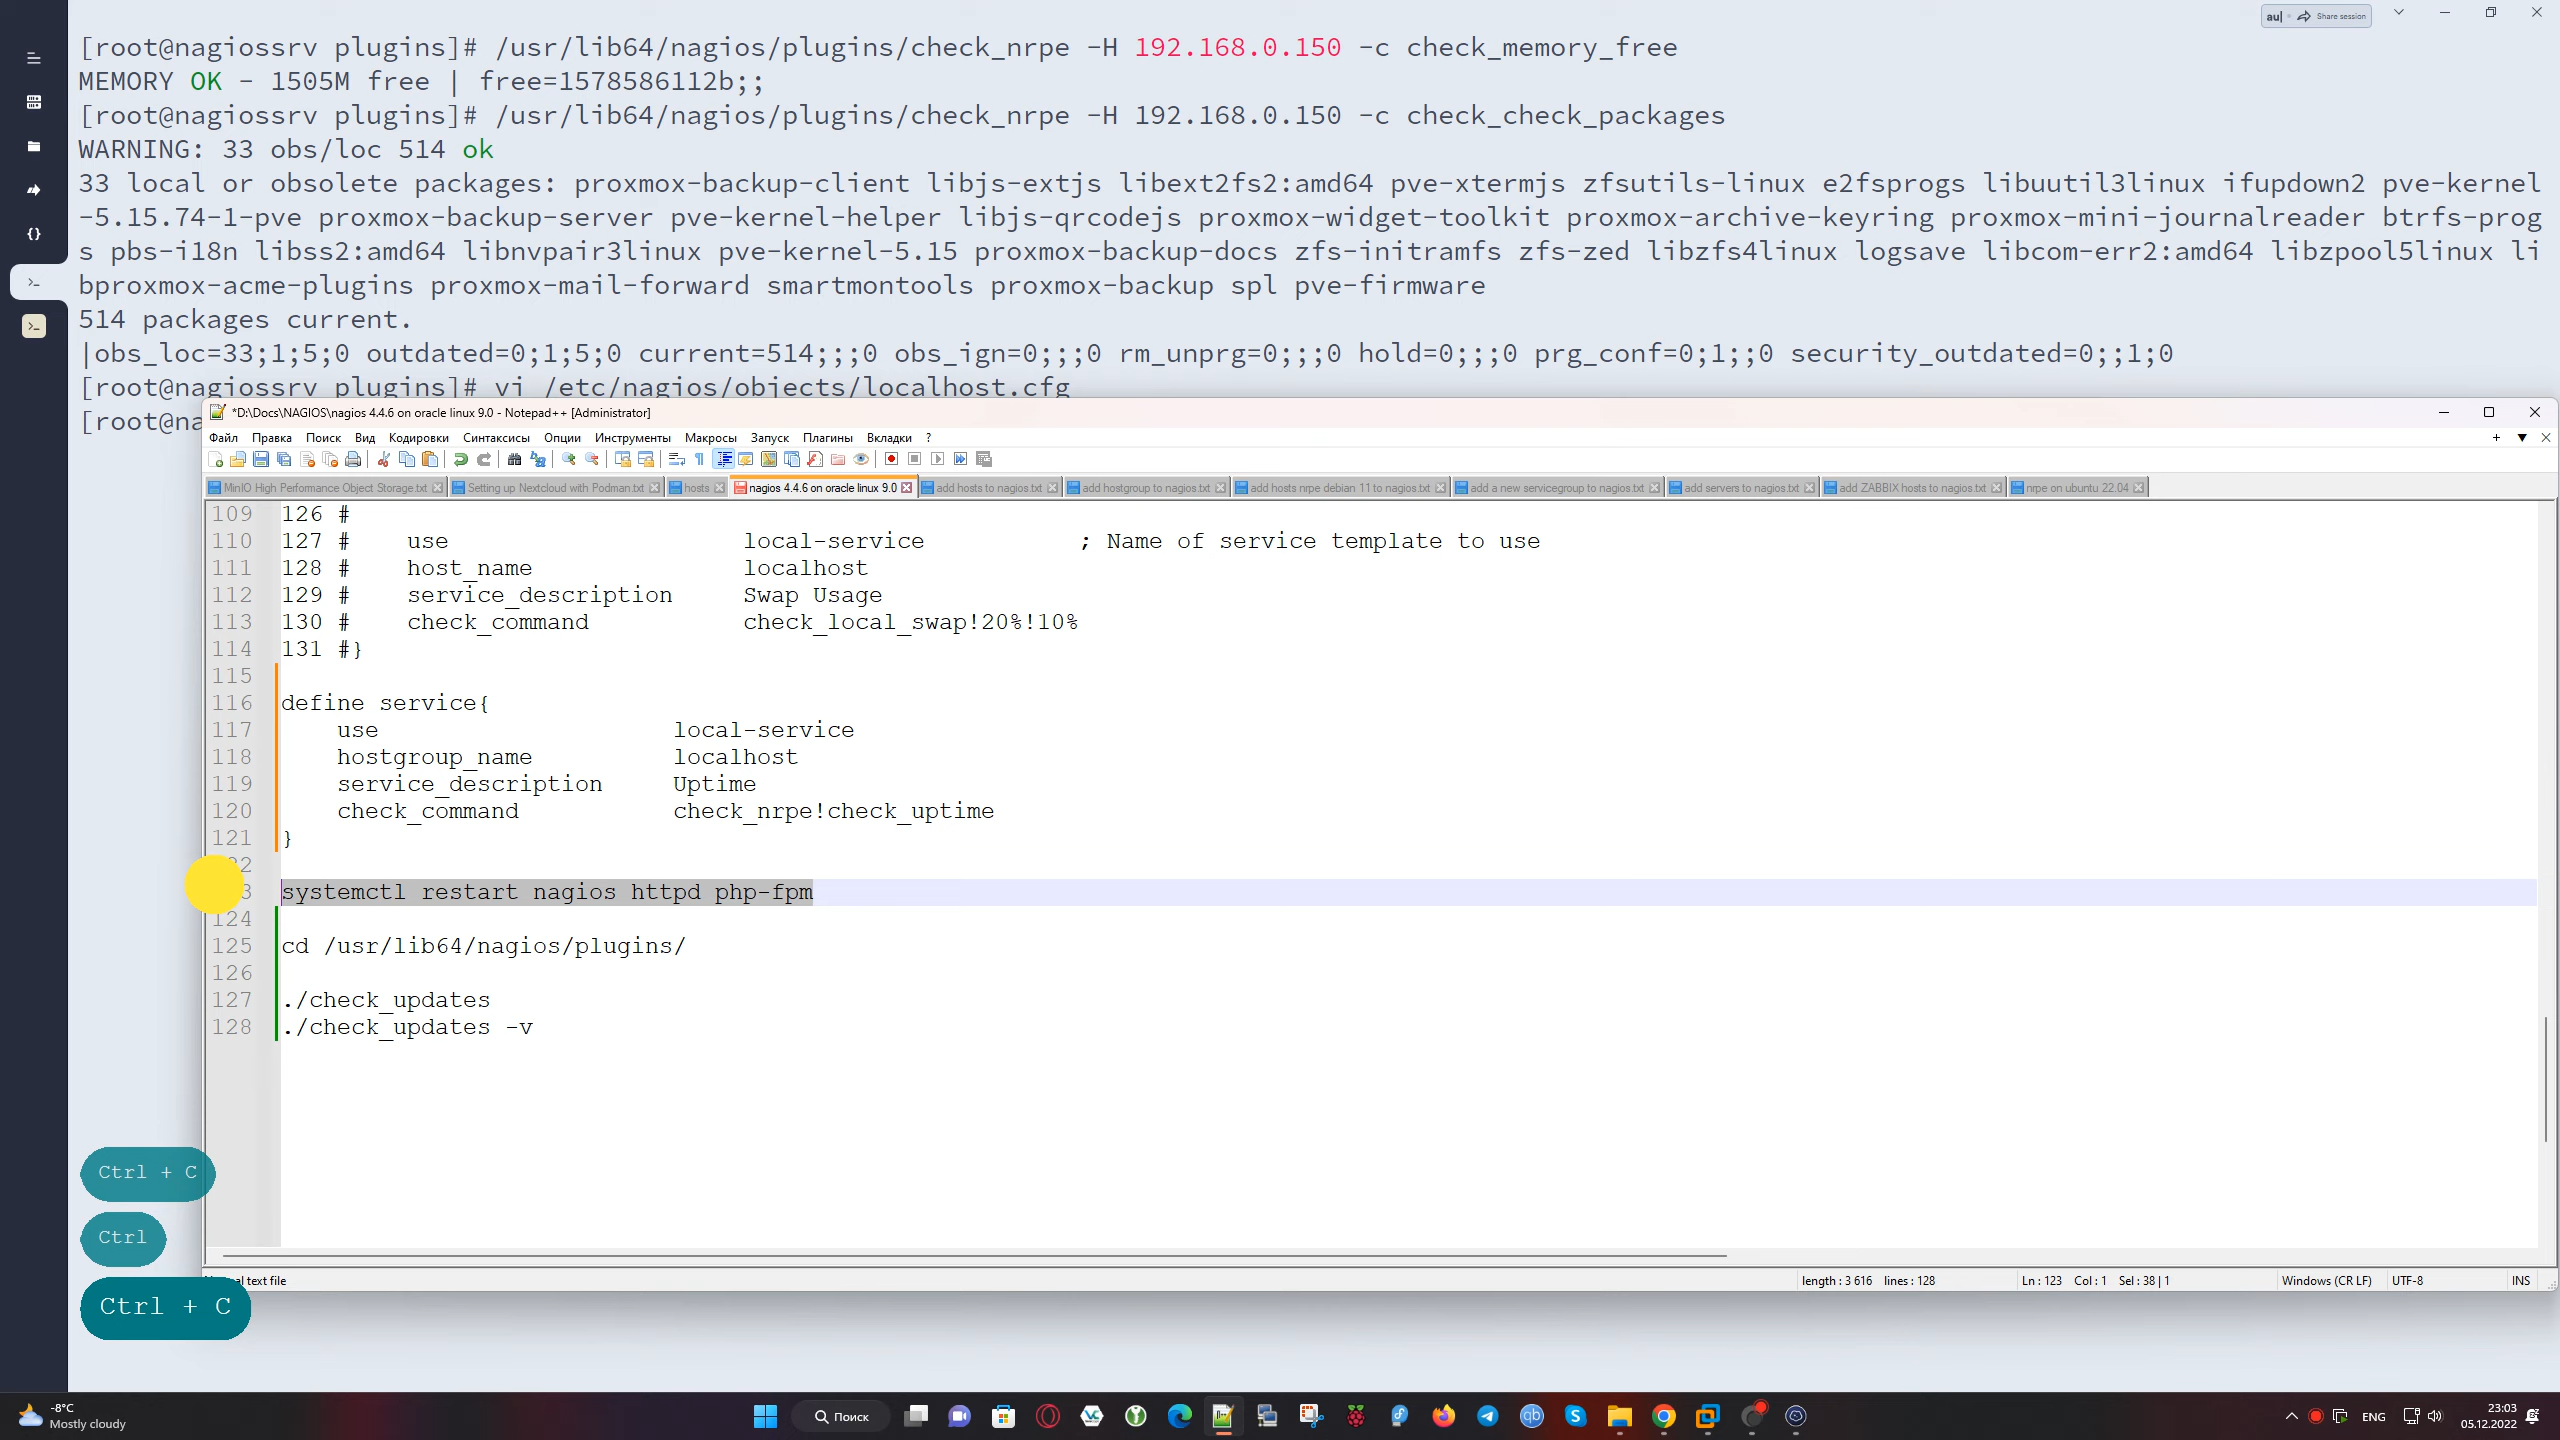 au| Share session
[root@nagiossrv plugins]# /usr/lib64/nagios/plugins/check_nrpe -H 192.168.0.150 -c check_memory_free
MEMORY OK - 1505M free | free=1578586112b;;
[root@nagiossrv plugins]# /usr/lib64/nagios/plugins/check_nrpe -H 192.168.0.150 -c check_check_packages
WARNING: 33 obs/loc 514 ok
33 local or obsolete packages: proxmox-backup-client libjs-extjs libext2fs2:amd64 pve-xtermjs zfsutils-linux e2fsprogs libuutil3linux ifupdown2 pve-kernel
-5.15.74-1-pve proxmox-backup-server pve-kernel-helper libjs-qrcodejs proxmox-widget-toolkit proxmox-archive-keyring proxmox-mini-journalreader btrfs-prog
s pbs-i18n libss2:amd64 libnvpair3linux pve-kernel-5.15 proxmox-backup-docs zfs-initramfs zfs-zed libzfs4linux logsave libcom-err2:amd64 libzpool5linux li
bproxmox-acme-plugins proxmox-mail-forward smartmontools proxmox-backup spl pve-firmware
514 packages current.
|obs_loc=33;1;5;0 outdated=0;1;5;0 current=514;;;0 obs_ign=0;;;0 rm_unprg=0;;;0 hold=0;;;0 prg_conf=0;1;;0 security_outdated=0;;1;0
[root@nagiossrv plugins]# vi /etc/nagios/objects/localhost.cfg
[root@na
*D:\Docs\NAGIOS\nagios 4.4.6 on oracle linux 9.0 - Notepad++ [Administrator]
Файл Правка Поиск Вид Кодировки Синтаксисы Опции Инструменты Макросы Запуск Плагины Вкладки ?
MinIO High Performance Object Storage.txt Setting up Nextcloud with Podman.txt hosts nagios 4.4.6 on oracle linux 9.0 add hosts to nagios.txt add hostgroup to nagios.txt add hosts nrpe debian 11 to nagios.txt add a new servicegroup to nagios.txt add servers to nagios.txt add ZABBIX hosts to nagios.txt nrpe on ubuntu 22.04
109 126 #
110 127 # use local-service ; Name of service template to use
111 128 # host_name localhost
112 129 # service_description Swap Usage
113 130 # check_command check_local_swap!20%!10%
114 131 #}
115
116 define service{
117 use local-service
118 hostgroup_name localhost
119 service_description Uptime
120 check_command check_nrpe!check_uptime
121 }
22
3 systemctl restart nagios httpd php-fpm
124
125 cd /usr/lib64/nagios/plugins/
126
127 ./check_updates
128 ./check_updates -v
Ctrl + C
Ctrl
Ctrl + C
al text file length : 3 616 lines : 128 Ln : 123 Col : 1 Sel : 38 | 1 Windows (CR LF) UTF-8 INS
-8°C
Mostly cloudy
Поиск
ENG
23:03
05.12.2022